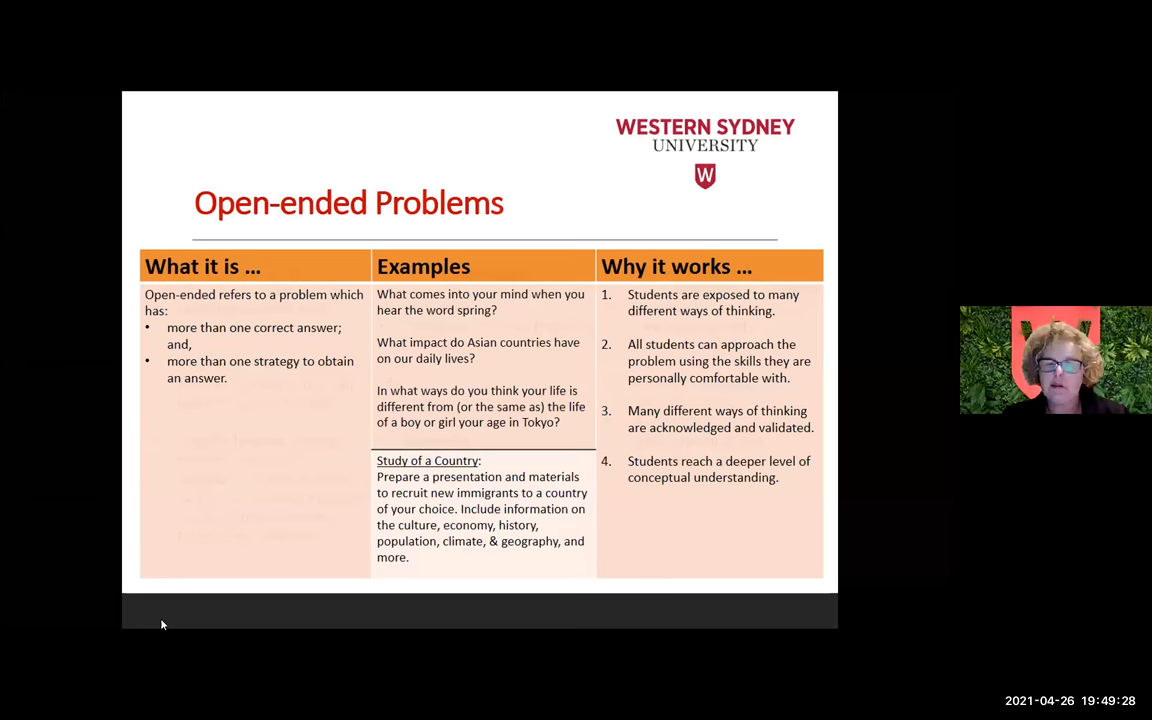 WESTERN SYDNEY
UNIVERSITY
W
Open-ended Problems
What it is ...
Open-ended refers to a problem which
has:
• more than one correct answer;
and,
• more than one strategy to obtain
an answer.
Examples
What comes into your mind when you
hear the word spring?
What impact do Asian countries have
on our daily lives?
In what ways do you think your life is
different from (or the same as) the life
of a boy or girl your age in Tokyo?
Study of a Country:
Prepare a presentation and materials
to recruit new immigrants to a country
of your choice. Include information on
the culture, economy, history,
population, climate, & geography, and
more.
Why it works ...
1. Students are exposed to many
different ways of thinking.
2. All students can approach the
problem using the skills they are
personally comfortable with.
3. Many different ways of thinking
are acknowledged and validated.
4. Students reach a deeper level of
conceptual understanding.
2021-04-26 19:49:28